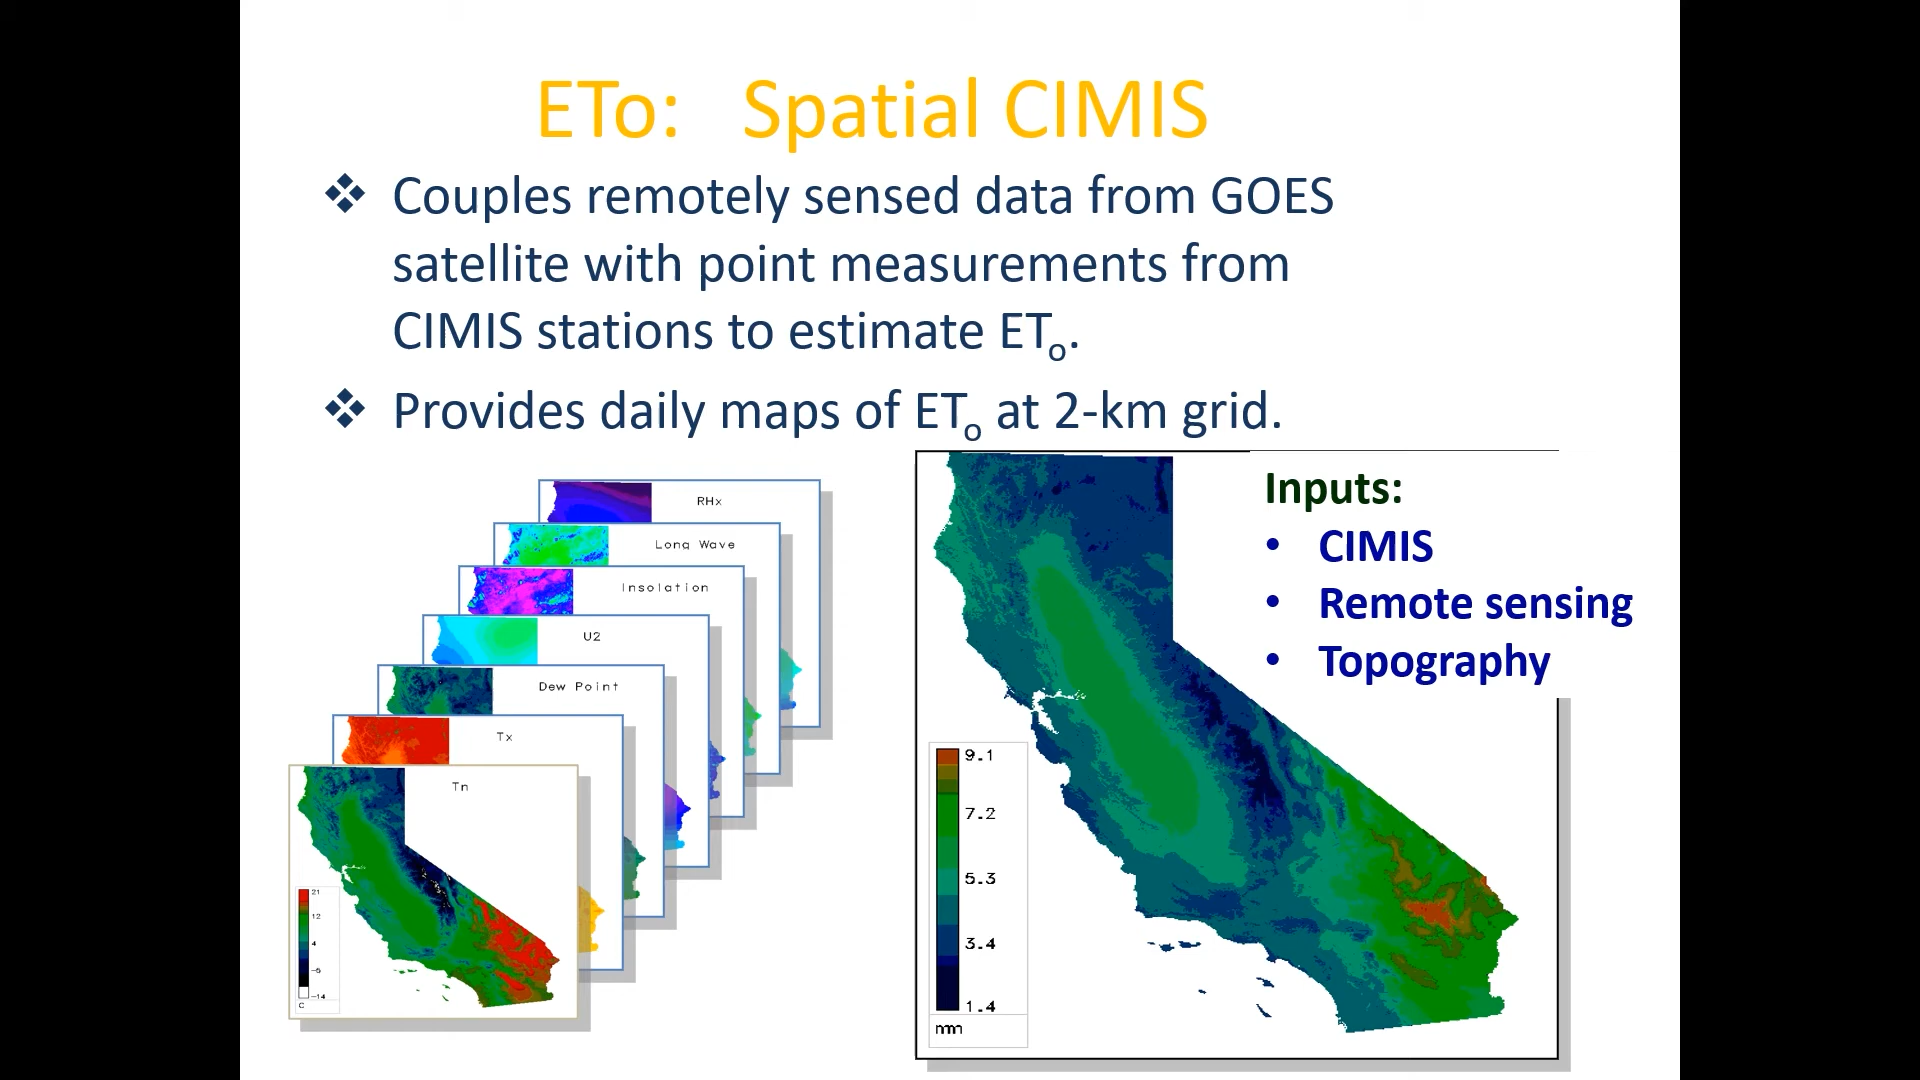 ETo: Spatial CIMIS
❖ Couples remotely sensed data from GOES
satellite with point measurements from
CIMIS stations to estimate ETo.
❖ Provides daily maps of ETo at 2-km grid.
RHx
Long Wave
Insolation
U2
Dew Point
Tx
Tn
21
12
4
-5
-14
C
Inputs:
• CIMIS
• Remote sensing
• Topography
9.1
7.2
5.3
3.4
1.4
mm